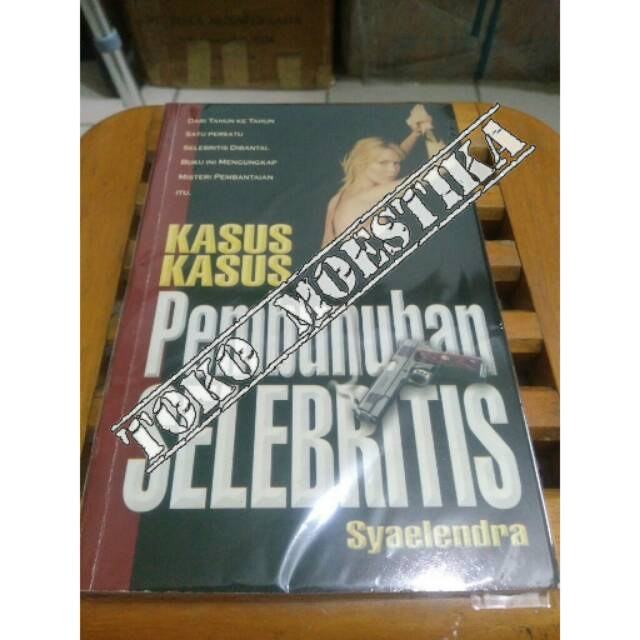 DARI TAHUN KE TAHUN
SATU PERSATU
SELEBRITIS DIBANTAI.
BUKU INI MENGUNGKAP
MISTERI PEMBANTAIAN
ITU.
KASUS
KASUS
Pembunuhan
SELEBRITIS
Syaelendra
TOKO MOESTIKA